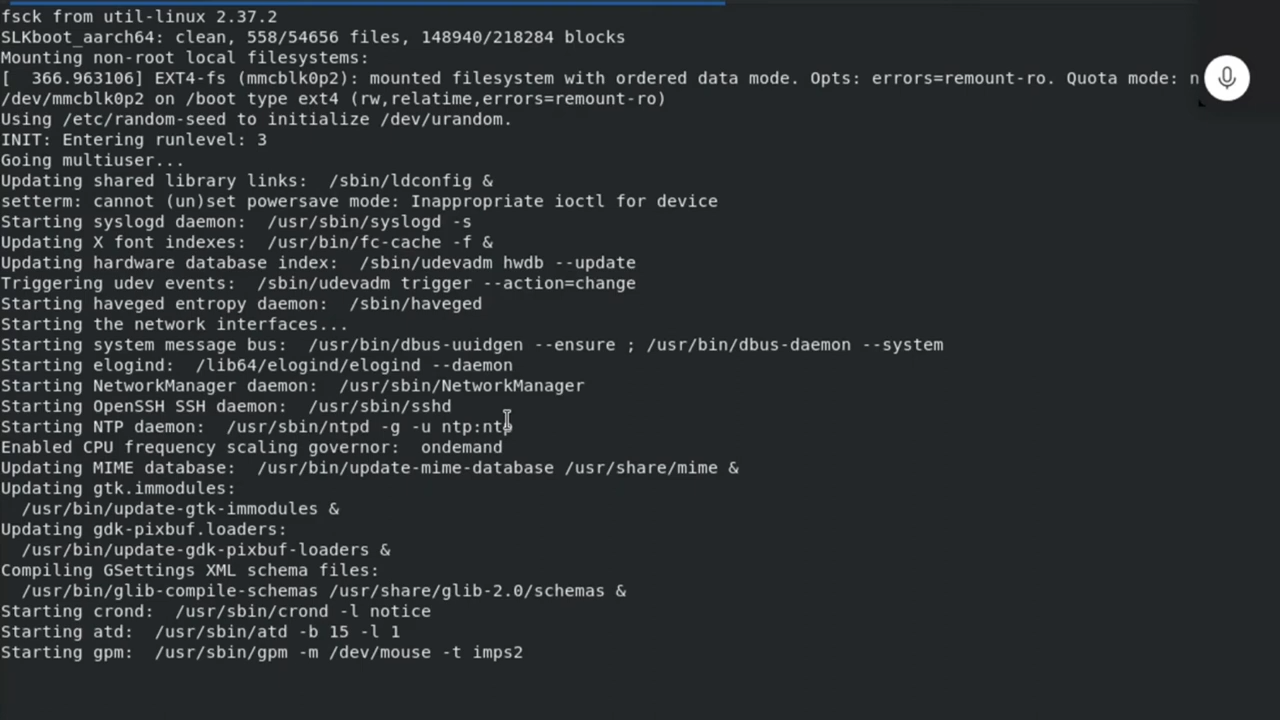 fsck from util-linux 2.37.2
SLKboot_aarch64: clean, 558/54656 files, 148940/218284 blocks
Mounting non-root local filesystems:
[  366.963106] EXT4-fs (mmcblk0p2): mounted filesystem with ordered data mode. Opts: errors=remount-ro. Quota mode: n
/dev/mmcblk0p2 on /boot type ext4 (rw,relatime,errors=remount-ro)
Using /etc/random-seed to initialize /dev/urandom.
INIT: Entering runlevel: 3
Going multiuser...
Updating shared library links:  /sbin/ldconfig &
setterm: cannot (un)set powersave mode: Inappropriate ioctl for device
Starting syslogd daemon:  /usr/sbin/syslogd -s
Updating X font indexes:  /usr/bin/fc-cache -f &
Updating hardware database index:  /sbin/udevadm hwdb --update
Triggering udev events:  /sbin/udevadm trigger --action=change
Starting haveged entropy daemon:  /sbin/haveged
Starting the network interfaces...
Starting system message bus:  /usr/bin/dbus-uuidgen --ensure ; /usr/bin/dbus-daemon --system
Starting elogind:  /lib64/elogind/elogind --daemon
Starting NetworkManager daemon:  /usr/sbin/NetworkManager
Starting OpenSSH SSH daemon:  /usr/sbin/sshd
Starting NTP daemon:  /usr/sbin/ntpd -g -u ntp:ntp
Enabled CPU frequency scaling governor:  ondemand
Updating MIME database:  /usr/bin/update-mime-database /usr/share/mime &
Updating gtk.immodules:
  /usr/bin/update-gtk-immodules &
Updating gdk-pixbuf.loaders:
  /usr/bin/update-gdk-pixbuf-loaders &
Compiling GSettings XML schema files:
  /usr/bin/glib-compile-schemas /usr/share/glib-2.0/schemas &
Starting crond:  /usr/sbin/crond -l notice
Starting atd:  /usr/sbin/atd -b 15 -l 1
Starting gpm:  /usr/sbin/gpm -m /dev/mouse -t imps2